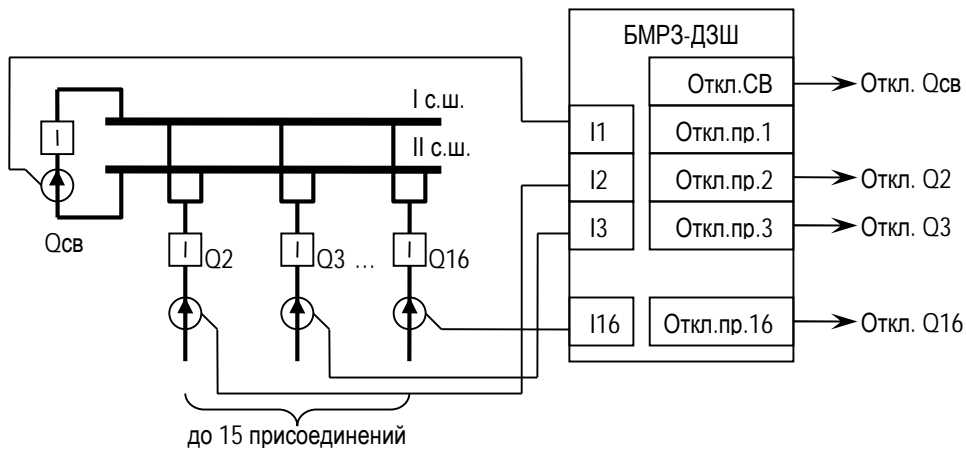 БМРЗ-ДЗШ
Откл.СВ
Откл. Qсв
I с.ш.
I1
Откл.пр.1
II с.ш.
I2
Откл.пр.2
Откл. Q2
I3
Откл.пр.3
Откл. Q3
Qсв
I
I
Q2
I
Q3 ...
I
Q16
I16
Откл.пр.16
Откл. Q16
до 15 присоединений